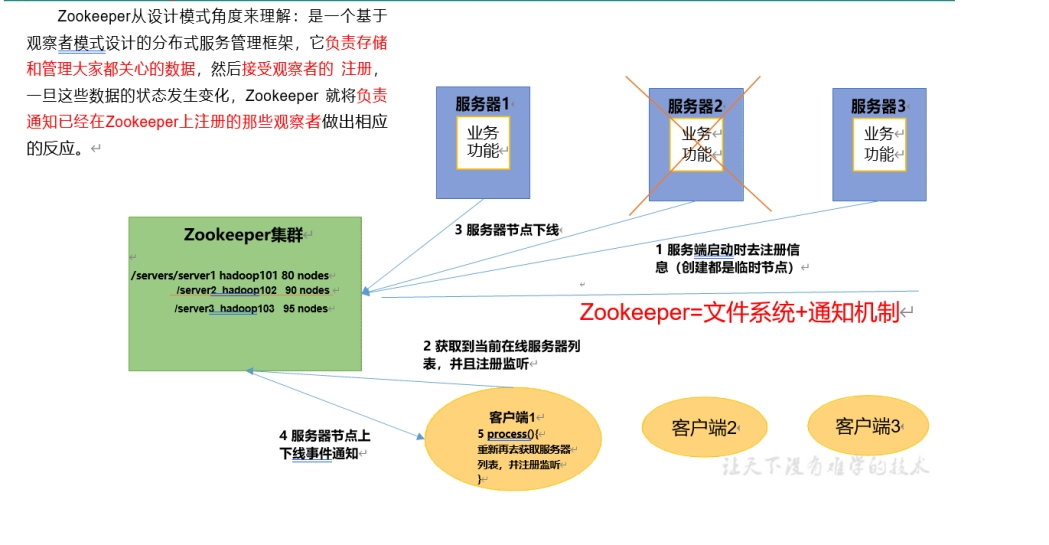 Zookeeper从设计模式角度来理解：是一个基于
观察者模式设计的分布式服务管理框架，它负责存储
和管理大家都关心的数据，然后接受观察者的 注册，
一旦这些数据的状态发生变化，Zookeeper 就将负责
通知已经在Zookeeper上注册的那些观察者做出相应
的反应。
服务器1
业务
功能
服务器2
业务
功能
服务器3
业务
功能
3 服务器节点下线
1 服务端启动时去注册信
息（创建都是临时节点）
Zookeeper集群
/servers/server1 hadoop101 80 nodes
/server2 hadoop102 90 nodes
/server3 hadoop103 95 nodes
Zookeeper=文件系统+通知机制
2 获取到当前在线服务器列
表，并且注册监听
4 服务器节点上
下线事件通知
客户端1
5 process(){
重新再去获取服务器
列表，并注册监听
}
客户端2
客户端3
让天下没有难学的技术